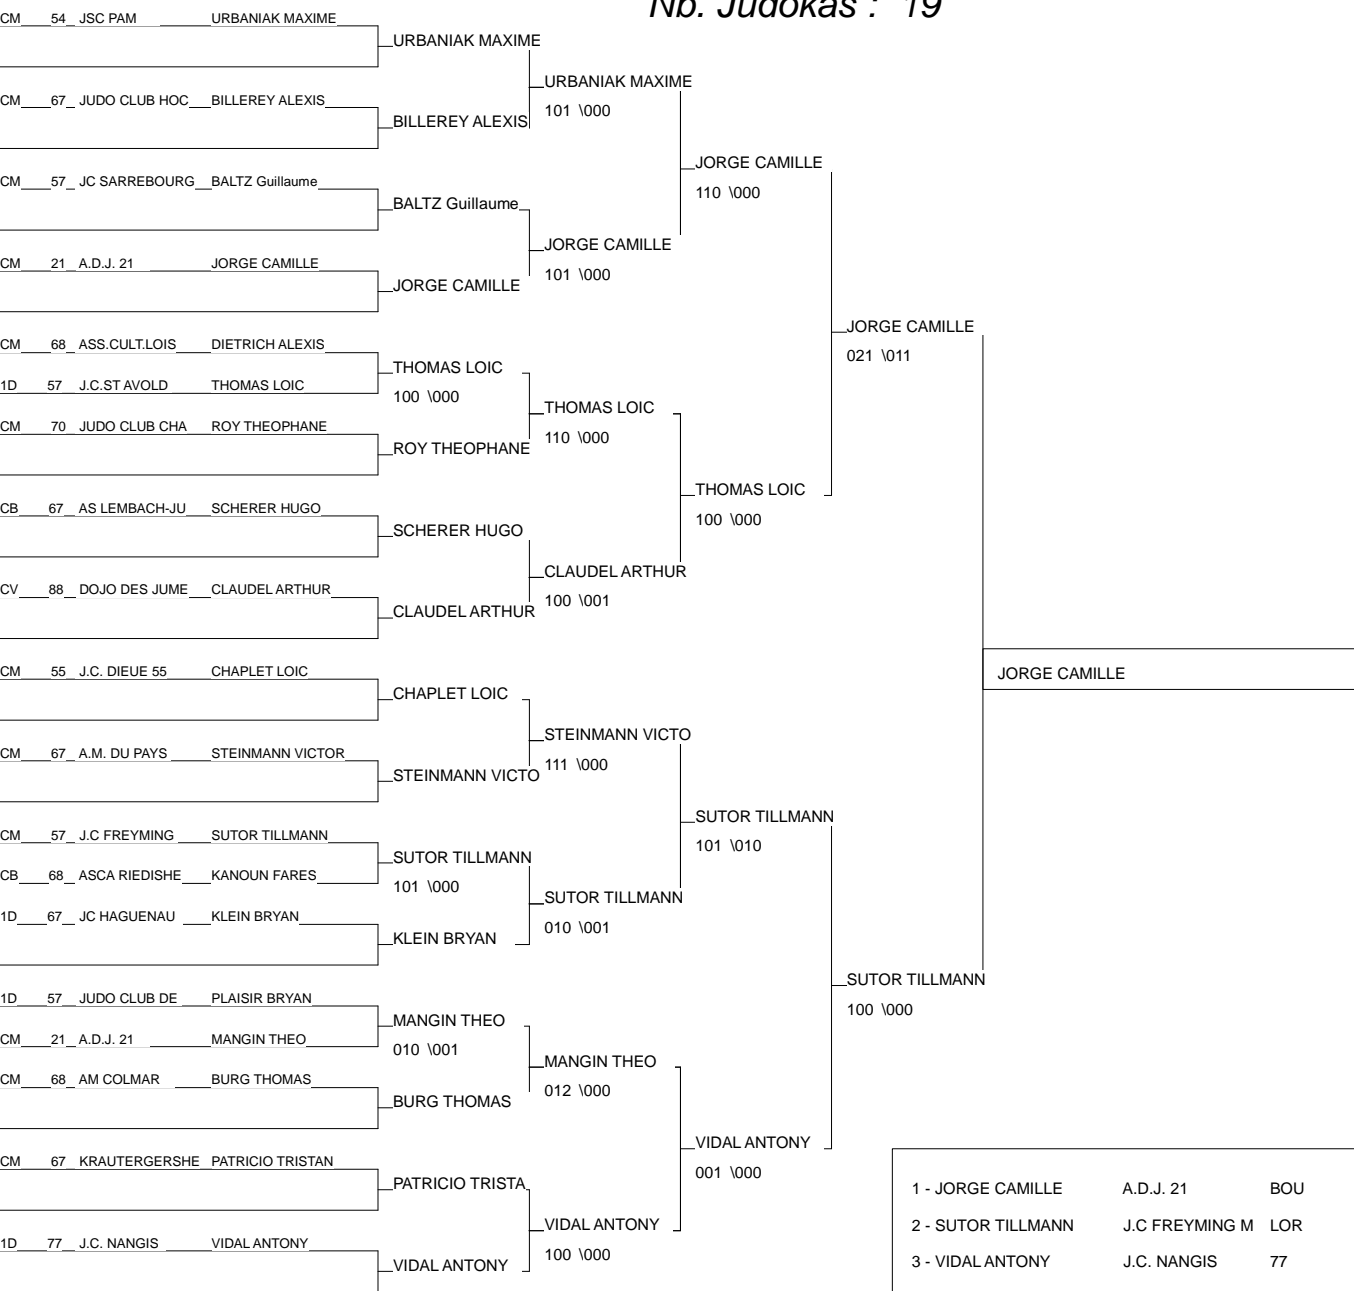 Nb. Judokas : 19
CM 54 JSC PAM URBANIAK MAXIME
URBANIAK MAXIME
URBANIAK MAXIME
101 \000
CM 67 JUDO CLUB HOC BILLEREY ALEXIS
BILLEREY ALEXIS
JORGE CAMILLE
110 \000
CM 57 JC SARREBOURG BALTZ Guillaume
BALTZ Guillaume
JORGE CAMILLE
101 \000
CM 21 A.D.J. 21 JORGE CAMILLE
JORGE CAMILLE
JORGE CAMILLE
021 \011
CM 68 ASS.CULT.LOIS DIETRICH ALEXIS
THOMAS LOIC
100 \000
1D 57 J.C.ST AVOLD THOMAS LOIC
THOMAS LOIC
110 \000
CM 70 JUDO CLUB CHA ROY THEOPHANE
ROY THEOPHANE
THOMAS LOIC
100 \000
CB 67 AS LEMBACH-JU SCHERER HUGO
SCHERER HUGO
CLAUDEL ARTHUR
100 \001
CV 88 DOJO DES JUME CLAUDEL ARTHUR
CLAUDEL ARTHUR
JORGE CAMILLE
CM 55 J.C. DIEUE 55 CHAPLET LOIC
CHAPLET LOIC
STEINMANN VICTO
111 \000
CM 67 A.M. DU PAYS STEINMANN VICTOR
STEINMANN VICTO
SUTOR TILLMANN
101 \010
CM 57 J.C FREYMING SUTOR TILLMANN
SUTOR TILLMANN
101 \000
CB 68 ASCA RIEDISHE KANOUN FARES
SUTOR TILLMANN
010 \001
1D 67 JC HAGUENAU KLEIN BRYAN
KLEIN BRYAN
SUTOR TILLMANN
100 \000
1D 57 JUDO CLUB DE PLAISIR BRYAN
MANGIN THEO
010 \001
CM 21 A.D.J. 21 MANGIN THEO
MANGIN THEO
012 \000
CM 68 AM COLMAR BURG THOMAS
BURG THOMAS
VIDAL ANTONY
001 \000
CM 67 KRAUTERGERSHE PATRICIO TRISTAN
PATRICIO TRISTA
VIDAL ANTONY
100 \000
1D 77 J.C. NANGIS VIDAL ANTONY
VIDAL ANTONY
1 - JORGE CAMILLE A.D.J. 21 BOU
2 - SUTOR TILLMANN J.C FREYMING M LOR
3 - VIDAL ANTONY J.C. NANGIS 77